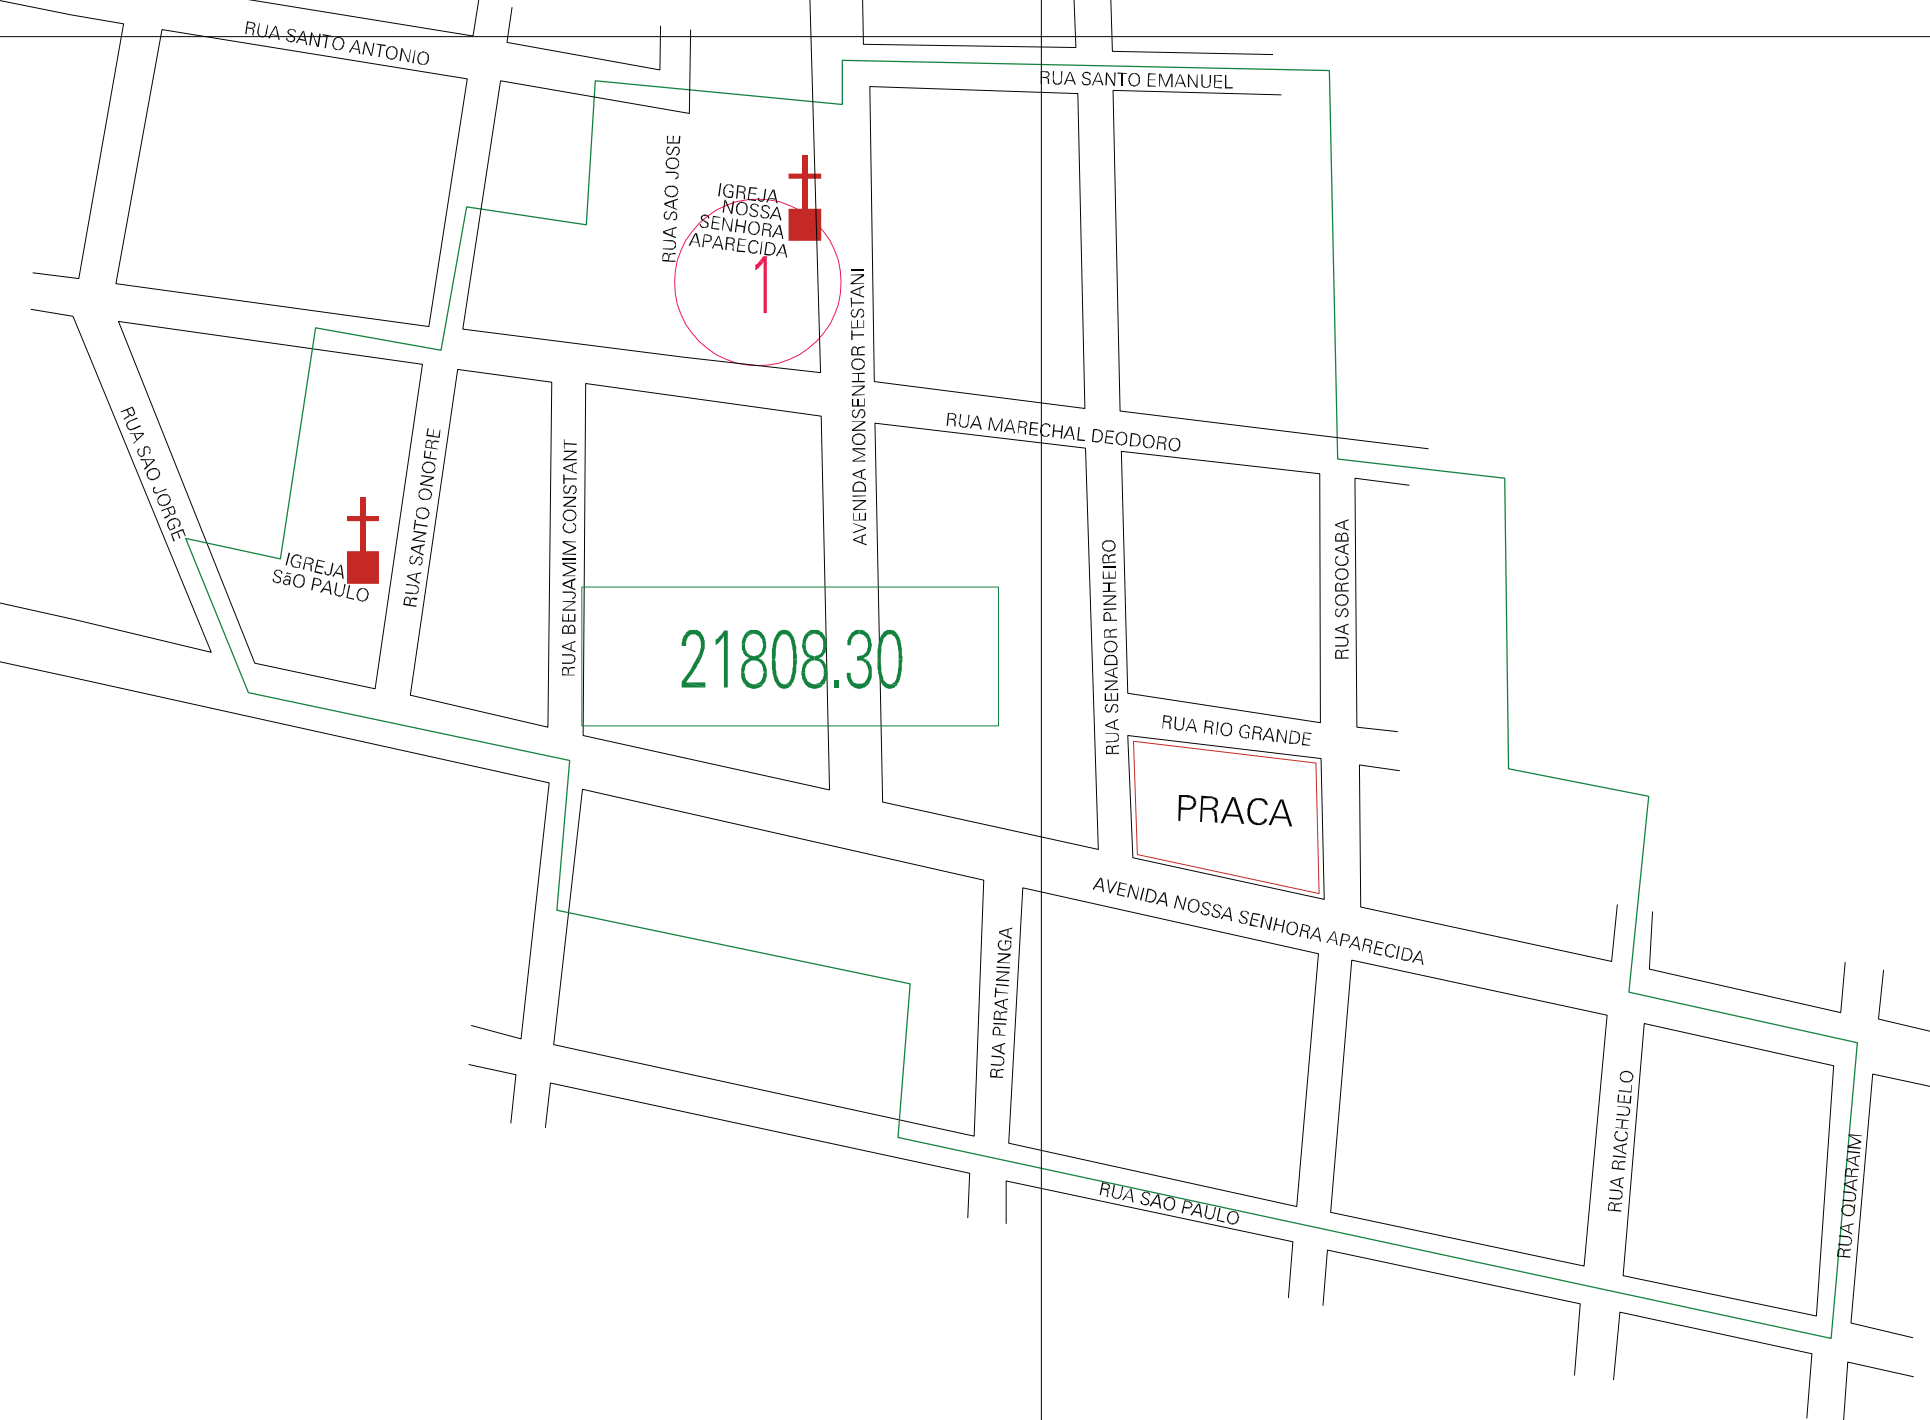 RUA SANTO ANTONIO
RUA SANTO EMANUEL
RUA SAO JOSE
IGREJA
NOSSA
SENHORA
APARECIDA
1
AVENIDA MONSENHOR TESTANI
RUA MARECHAL DEODORO
RUA SAO JORGE
RUA SANTO ONOFRE
RUA BENJAMIM CONSTANT
IGREJA
SãO PAULO
RUA SENADOR PINHEIRO
RUA SOROCABA
21808.30
RUA RIO GRANDE
PRACA
AVENIDA NOSSA SENHORA APARECIDA
RUA PIRATININGA
RUA RIACHUELO
RUA QUARAIM
RUA SAO PAULO